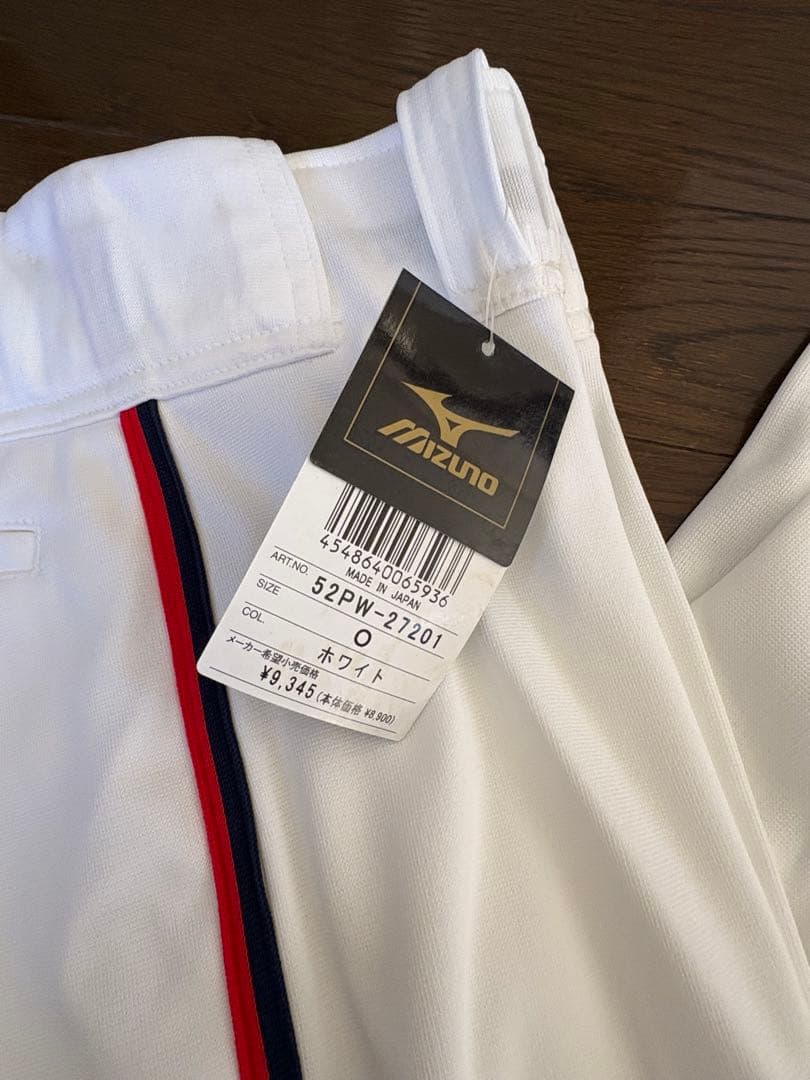 MIZUNO
4548640065936
MADE IN JAPAN
ART.NO. 52PW-27201
SIZE O
COL. ホワイト
メーカー希望小売価格
¥9,345 (本体価格 ¥8,900)